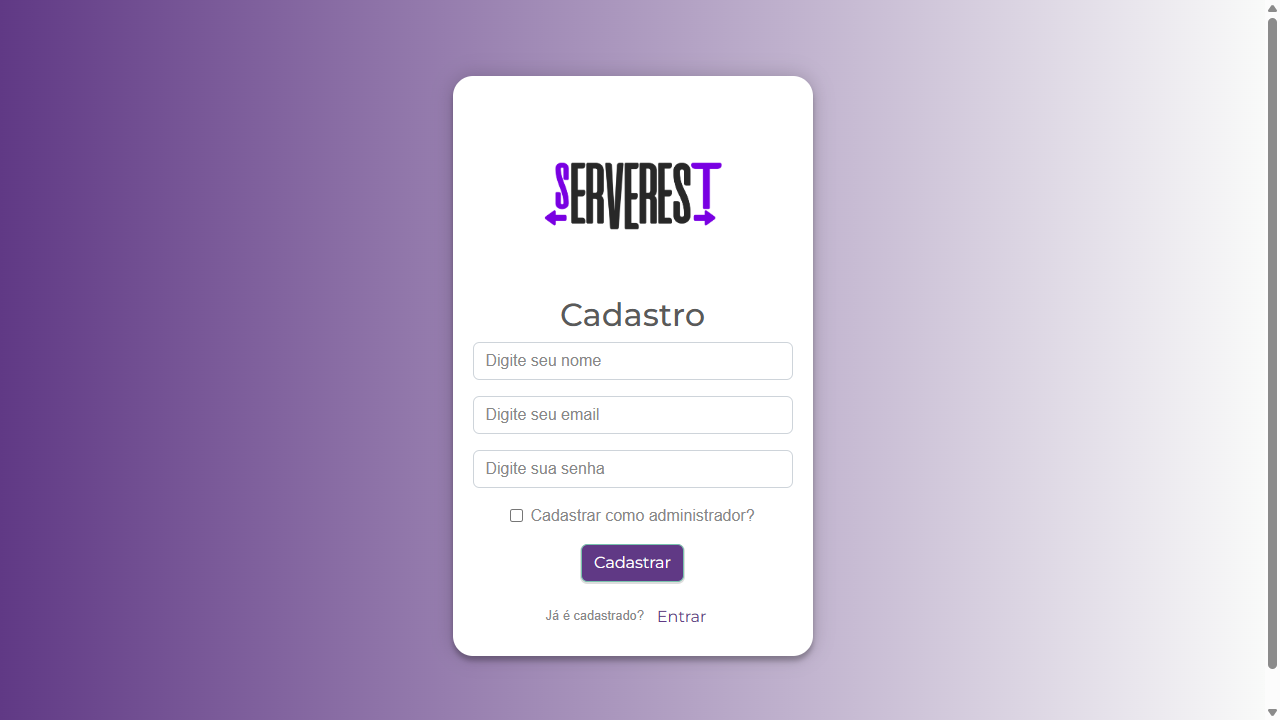 SERVEREST
Cadastro
Digite seu nome
Digite seu email
Digite sua senha
Cadastrar como administrador?
Cadastrar
Já é cadastrado? Entrar